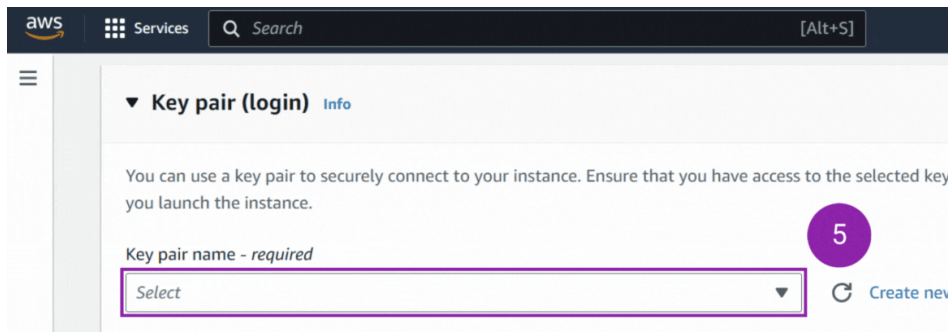 aws
Services
Search [Alt+S]
Key pair (login) Info
You can use a key pair to securely connect to your instance. Ensure that you have access to the selected key
you launch the instance.
5
Key pair name - required
Select
Create new